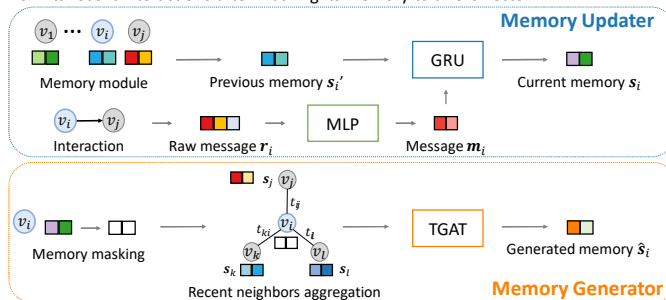 Memory Updater
v1 ... vi vj
GRU
Memory module
Previous memory si'
Current memory si
vi vj
MLP
Interaction
Raw message ri
Message mi
sj vj
tij
vi
vi
tki ti
TGAT
Memory masking
vk vl
Generated memory ŝi
sk sl
Recent neighbors aggregation
Memory Generator